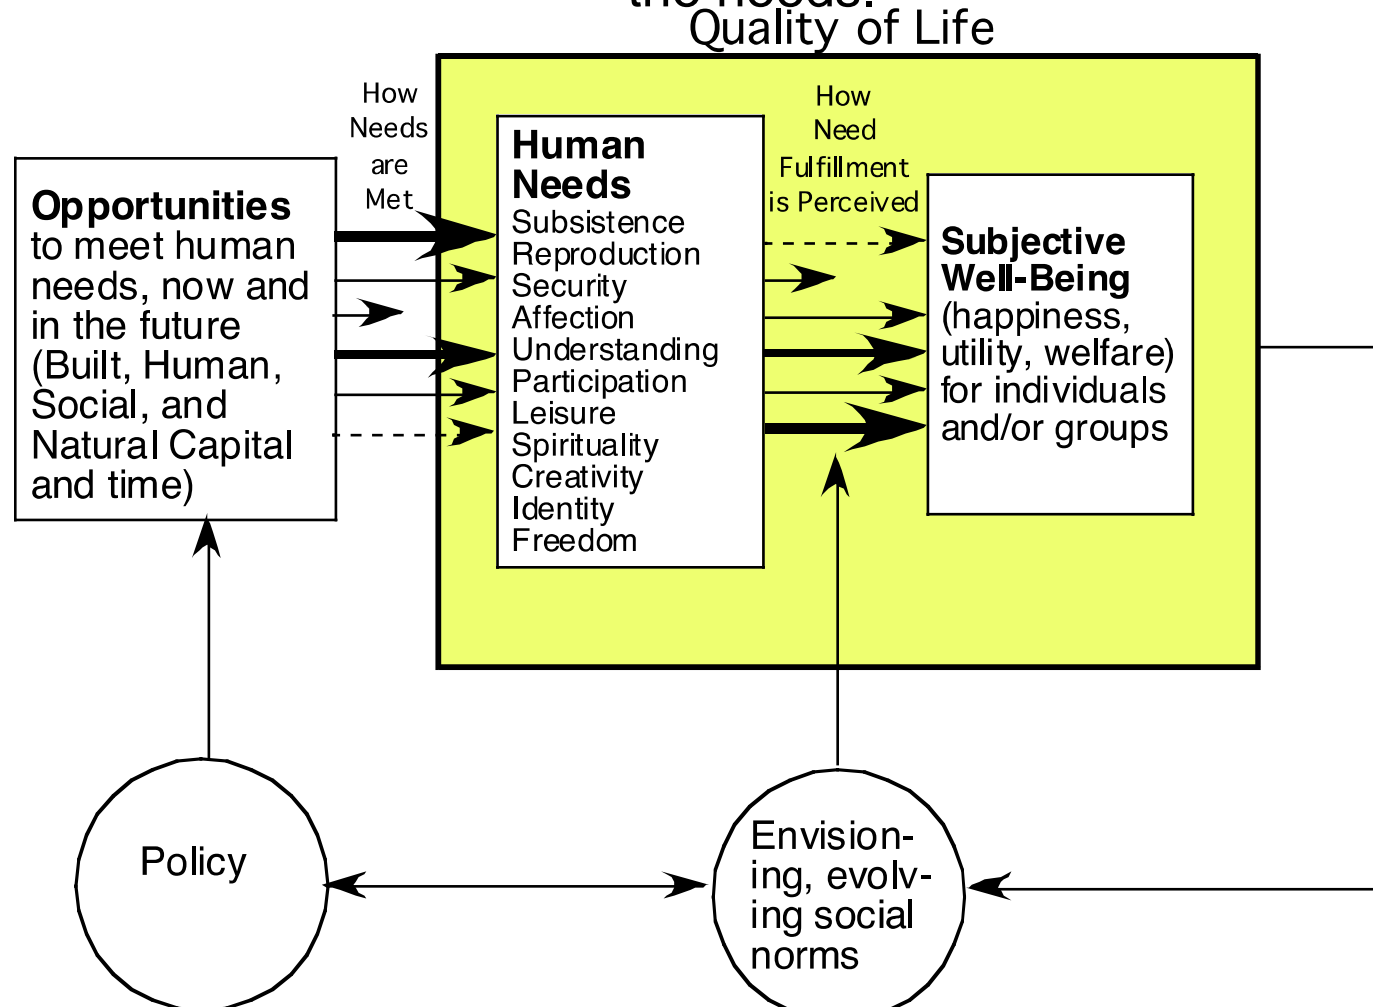 the needs.
Quality of Life
How
Needs
are
Met
How
Need
Fulfillment
is Perceived
Opportunities
to meet human
needs, now and
in the future
(Built, Human,
Social, and
Natural Capital
and time)
Human
Needs
Subsistence
Reproduction
Security
Affection
Understanding
Participation
Leisure
Spirituality
Creativity
Identity
Freedom
Subjective
Well-Being
(happiness,
utility, welfare)
for individuals
and/or groups
Policy
Envision-
ing, evolv-
ing social
norms